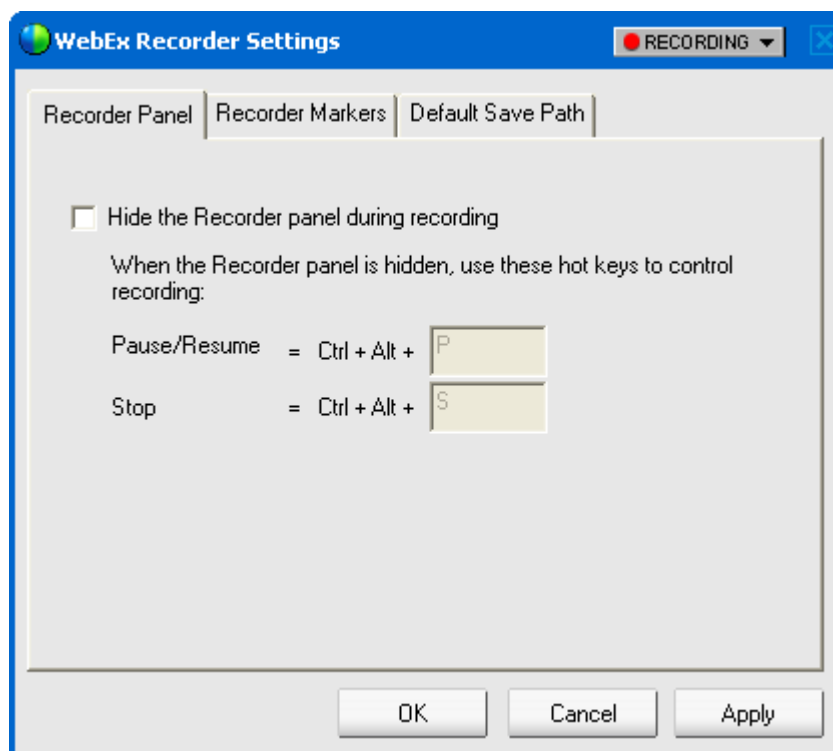 WebEx Recorder Settings
RECORDING
Recorder Panel
Recorder Markers
Default Save Path
Hide the Recorder panel during recording
When the Recorder panel is hidden, use these hot keys to control
recording:
Pause/Resume = Ctrl + Alt + P
Stop = Ctrl + Alt + S
OK
Cancel
Apply